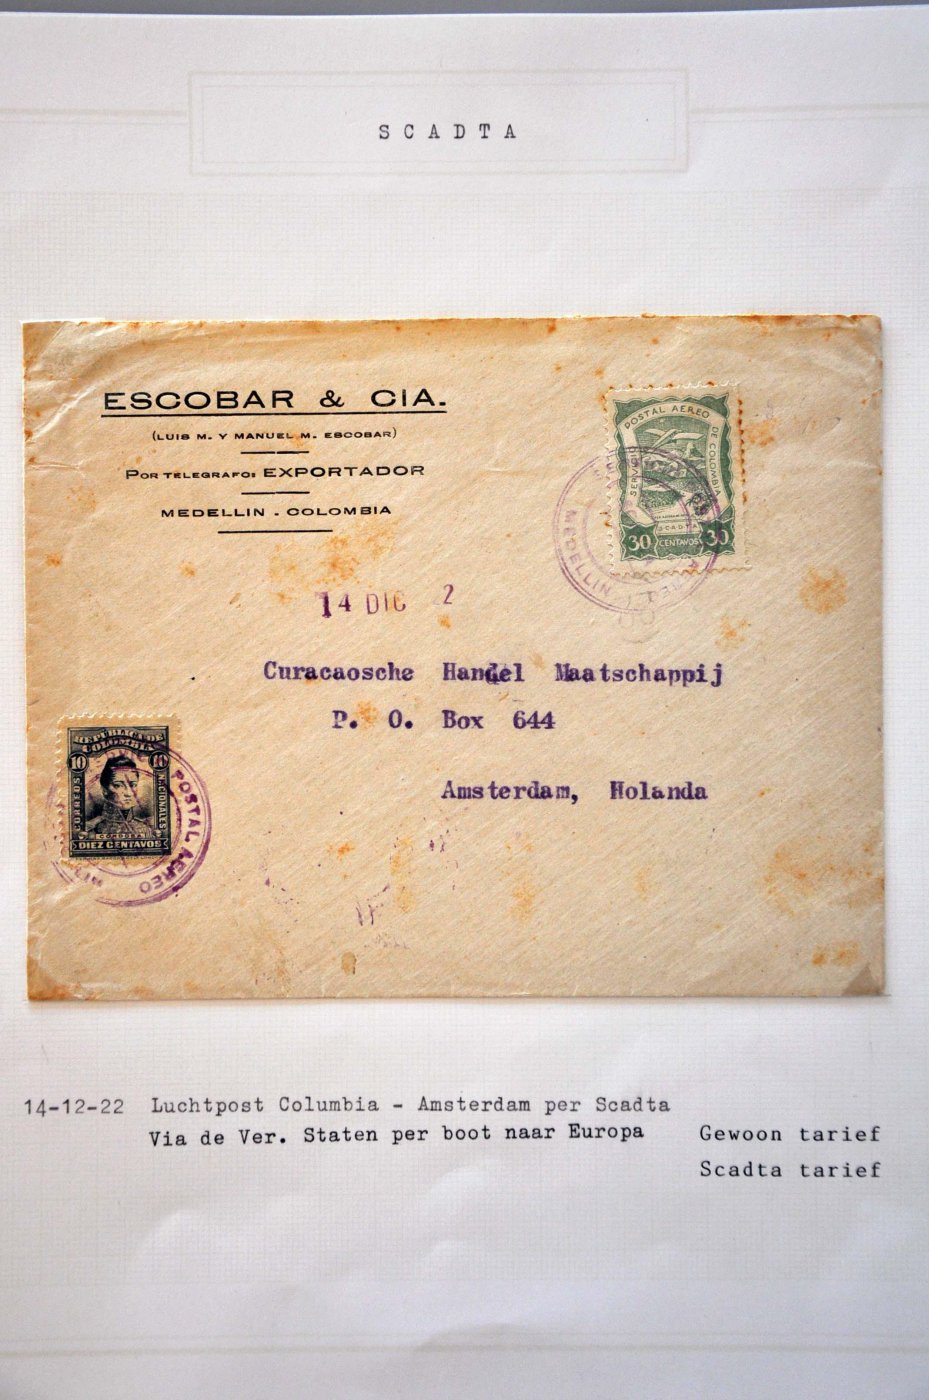 SCADTA
ESCOBAR & CIA.
(LUIS M. Y MANUEL M. ESCOBAR)
POR TELEGRAFO: EXPORTADOR
MEDELLIN . COLOMBIA
SERVICIO POSTAL AEREO DE COLOMBIA
SCADTA
30 CENTAVOS 30
MEDELLIN
14 DIC 2
Curacaosche Handel Maatschappij
P. O. Box 644
Amsterdam, Holanda
REPUBLICA DE
COLOMBIA
10 10
CORREOS NACIONALES
CORDOBA
DIEZ CENTAVOS
POSTAL AEREO
14-12-22 Luchtpost Columbia - Amsterdam per Scadta
Via de Ver. Staten per boot naar Europa Gewoon tarief
Scadta tarief